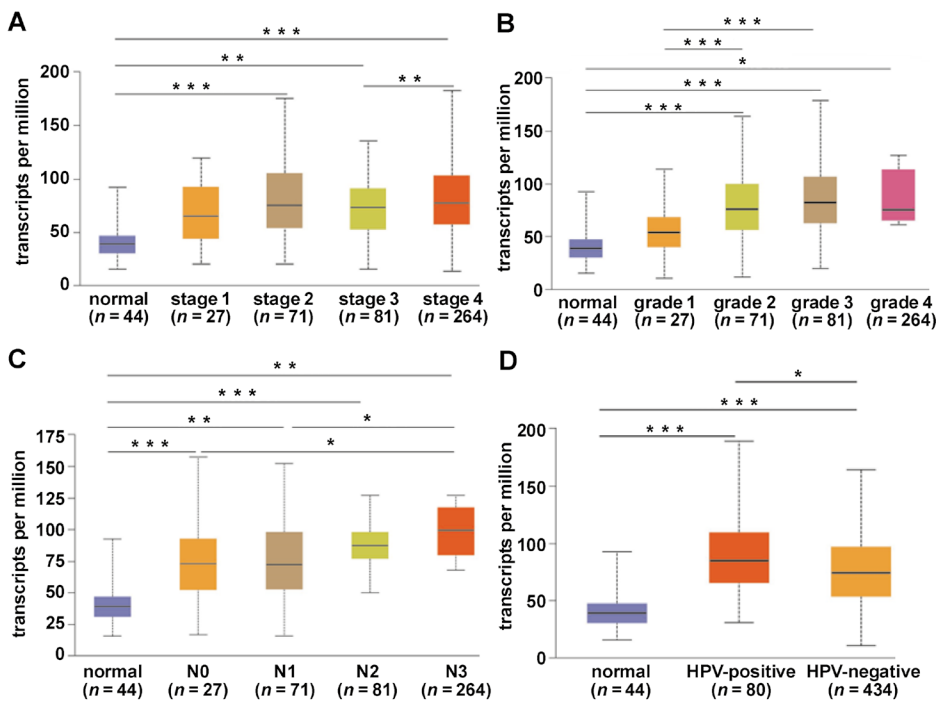 A
* * *
* *
* * *
* *
transcripts per million
200
150
100
50
0
normal stage 1 stage 2 stage 3 stage 4
(n = 44) (n = 27) (n = 71) (n = 81) (n = 264)
B
* * *
* * *
*
* * *
* * *
transcripts per million
200
150
100
50
0
normal grade 1 grade 2 grade 3 grade 4
(n = 44) (n = 27) (n = 71) (n = 81) (n = 264)
C
* *
* * *
* * *
* * * *
transcripts per million
175
150
125
100
75
50
25
0
normal N0 N1 N2 N3
(n = 44) (n = 27) (n = 71) (n = 81) (n = 264)
D
*
* * *
* * *
transcripts per million
200
150
100
50
0
normal HPV-positive HPV-negative
(n = 44) (n = 80) (n = 434)